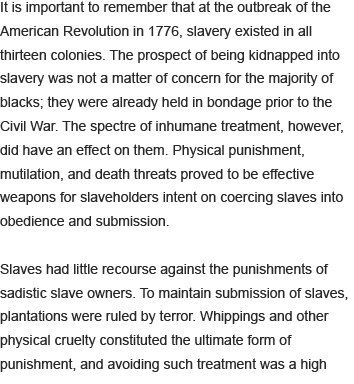 It is important to remember that at the outbreak of the
American Revolution in 1776, slavery existed in all
thirteen colonies. The prospect of being kidnapped into
slavery was not a matter of concern for the majority of
blacks; they were already held in bondage prior to the
Civil War. The spectre of inhumane treatment, however,
did have an effect on them. Physical punishment,
mutilation, and death threats proved to be effective
weapons for slaveholders intent on coercing slaves into
obedience and submission.

Slaves had little recourse against the punishments of
sadistic slave owners. To maintain submission of slaves,
plantations were ruled by terror. Whippings and other
physical cruelty constituted the ultimate form of
punishment, and avoiding such treatment was a high